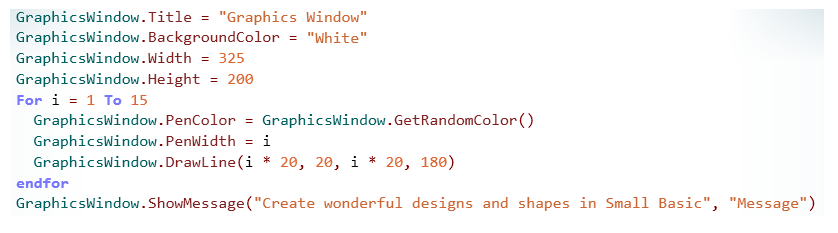 GraphicsWindow.Title = "Graphics Window"
GraphicsWindow.BackgroundColor = "White"
GraphicsWindow.Width = 325
GraphicsWindow.Height = 200
For i = 1 To 15
  GraphicsWindow.PenColor = GraphicsWindow.GetRandomColor()
  GraphicsWindow.PenWidth = i
  GraphicsWindow.DrawLine(i * 20, 20, i * 20, 180)
endfor
GraphicsWindow.ShowMessage("Create wonderful designs and shapes in Small Basic", "Message")